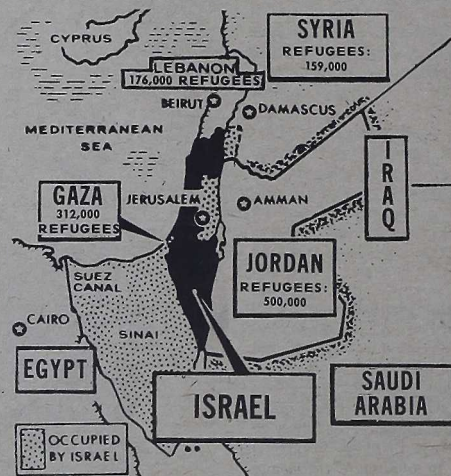 CYPRUS
SYRIA
REFUGEES:
159,000
LEBANON
176,000 REFUGEES
BEIRUT
DAMASCUS
MEDITERRANEAN
SEA
IRAQ
GAZA
312,000
REFUGEES
JERUSALEM
AMMAN
JORDAN
REFUGEES:
500,000
SUEZ
CANAL
CAIRO
SINAI
EGYPT
ISRAEL
SAUDI
ARABIA
OCCUPIED
BY ISRAEL